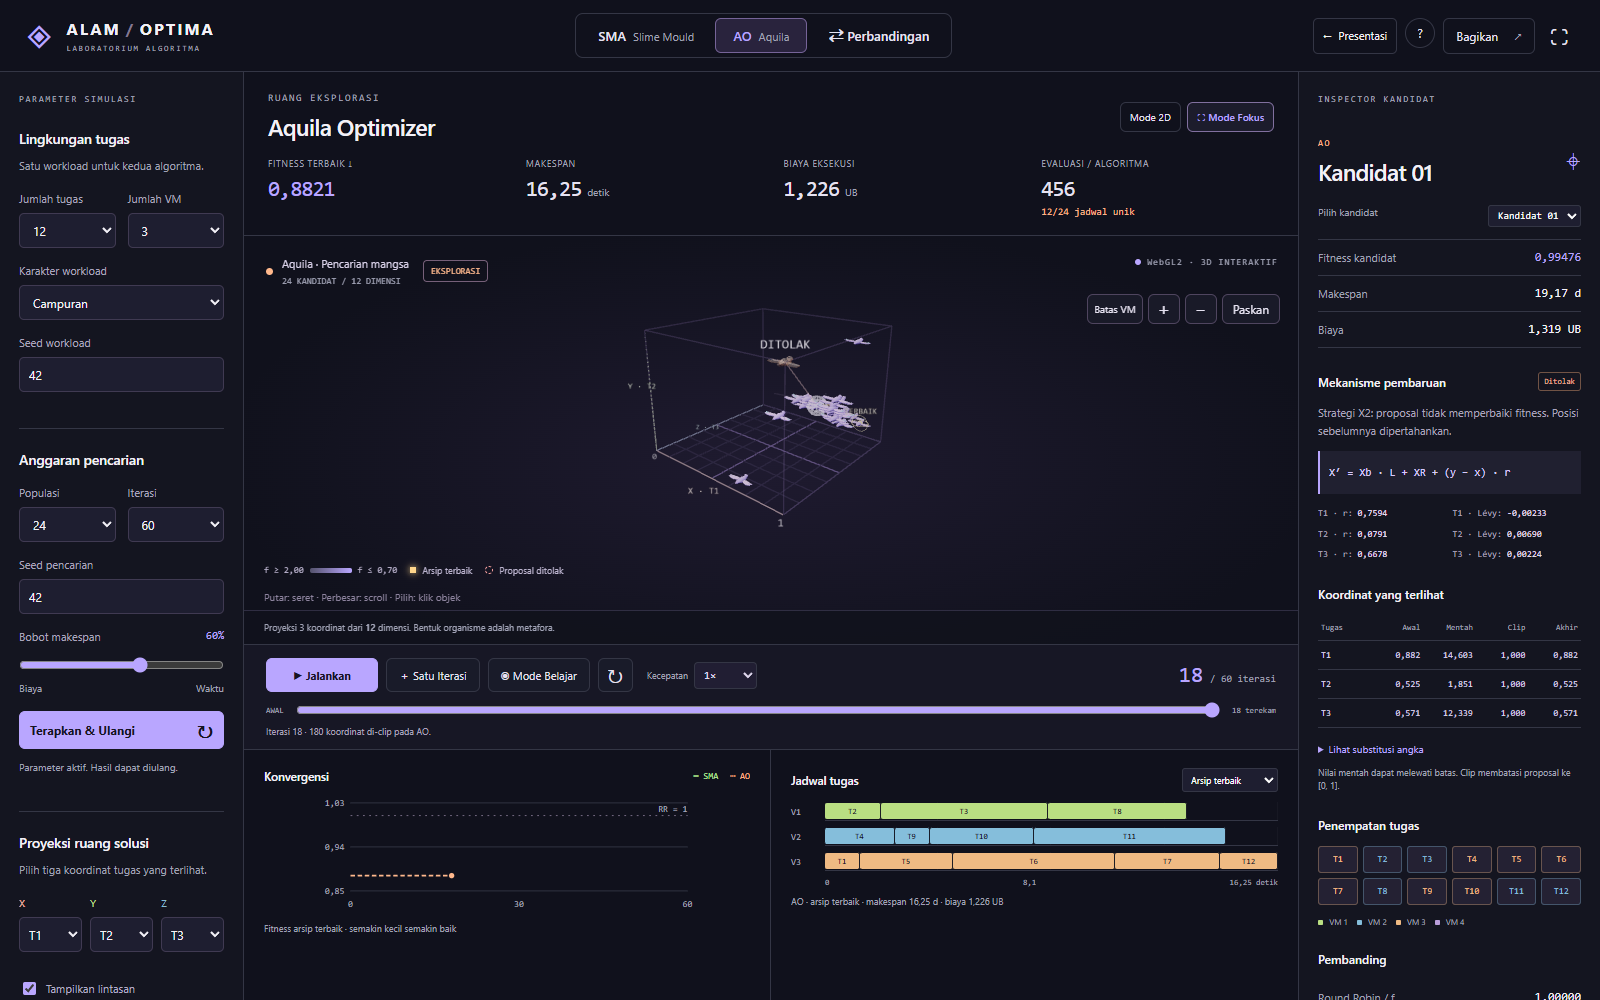 ALAM / OPTIMA
LABORATORIUM ALGORITMA
SMA Slime Mould
AO Aquila
⇄ Perbandingan
← Presentasi
?
Bagikan ↗
PARAMETER SIMULASI
Lingkungan tugas
Satu workload untuk kedua algoritma.
Jumlah tugas
Jumlah VM
12
3
Karakter workload
Campuran
Seed workload
42
Anggaran pencarian
Populasi
Iterasi
24
60
Seed pencarian
42
Bobot makespan 60%
Biaya
Waktu
Terapkan & Ulangi ↻
Parameter aktif. Hasil dapat diulang.
Proyeksi ruang solusi
Pilih tiga koordinat tugas yang terlihat.
X
Y
Z
T1
T2
T3
Tampilkan lintasan
RUANG EKSPLORASI
Aquila Optimizer
Mode 2D
Mode Fokus
FITNESS TERBAIK ↓
0,8821
MAKESPAN
16,25 detik
BIAYA EKSEKUSI
1,226 UB
EVALUASI / ALGORITMA
456
12/24 jadwal unik
Aquila · Pencarian mangsa
24 KANDIDAT / 12 DIMENSI
EKSPLORASI
WebGL2 · 3D INTERAKTIF
Batas VM
+
−
Paskan
DITOLAK
Y · T2
X · T1
0
1
f ≥ 2,00
f ≤ 0,70
Arsip terbaik
Proposal ditolak
Putar: seret · Perbesar: scroll · Pilih: klik objek
Proyeksi 3 koordinat dari 12 dimensi. Bentuk organisme adalah metafora.
▶ Jalankan
+ Satu Iterasi
◉ Mode Belajar
↻
Kecepatan
1×
18 / 60 iterasi
AWAL
18 terekam
Iterasi 18 · 180 koordinat di-clip pada AO.
Konvergensi
SMA
AO
1,03
RR = 1
0,94
0,85
0
30
60
Fitness arsip terbaik · semakin kecil semakin baik
Jadwal tugas
Arsip terbaik
V1 T2 T3 T8
V2 T4 T9 T10 T11
V3 T1 T5 T6 T7 T12
0
8,1
16,25 detik
AO · arsip terbaik · makespan 16,25 d · biaya 1,226 UB
INSPECTOR KANDIDAT
AO
Kandidat 01
Pilih kandidat
Kandidat 01
Fitness kandidat 0,99476
Makespan 19,17 d
Biaya 1,319 UB
Mekanisme pembaruan
Ditolak
Strategi X2: proposal tidak memperbaiki fitness. Posisi
sebelumnya dipertahankan.
X′ = Xb · L + XR + (y − x) · r
T1 · r: 0,7594
T1 · Lévy: -0,00233
T2 · r: 0,0791
T2 · Lévy: 0,00690
T3 · r: 0,6678
T3 · Lévy: 0,00224
Koordinat yang terlihat
Tugas Awal Mentah Clip Akhir
T1 0,882 14,603 1,000 0,882
T2 0,525 1,851 1,000 0,525
T3 0,571 12,339 1,000 0,571
▶ Lihat substitusi angka
Nilai mentah dapat melewati batas. Clip membatasi proposal ke
[0, 1].
Penempatan tugas
T1 T2 T3 T4 T5 T6
T7 T8 T9 T10 T11 T12
VM 1
VM 2
VM 3
VM 4
Pembanding
Round Robin / f 1,00000